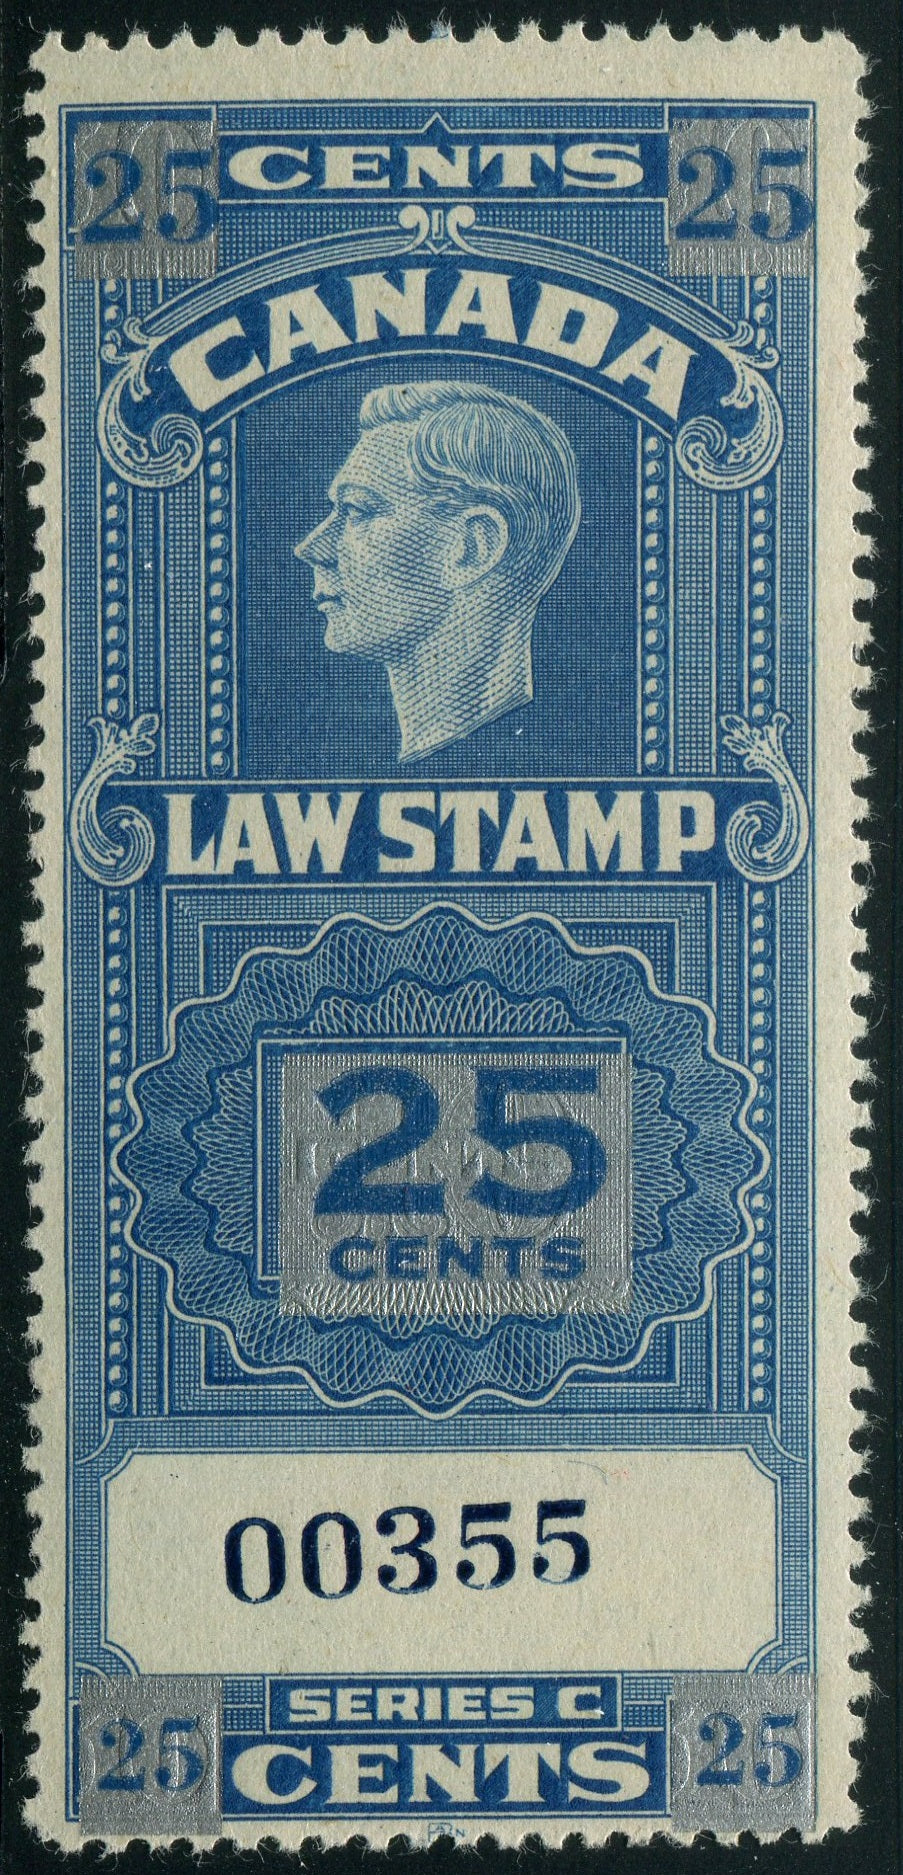 25 CENTS 25
CANADA
LAW STAMP
25
CENTS
00355
SERIES C
25 CENTS 25